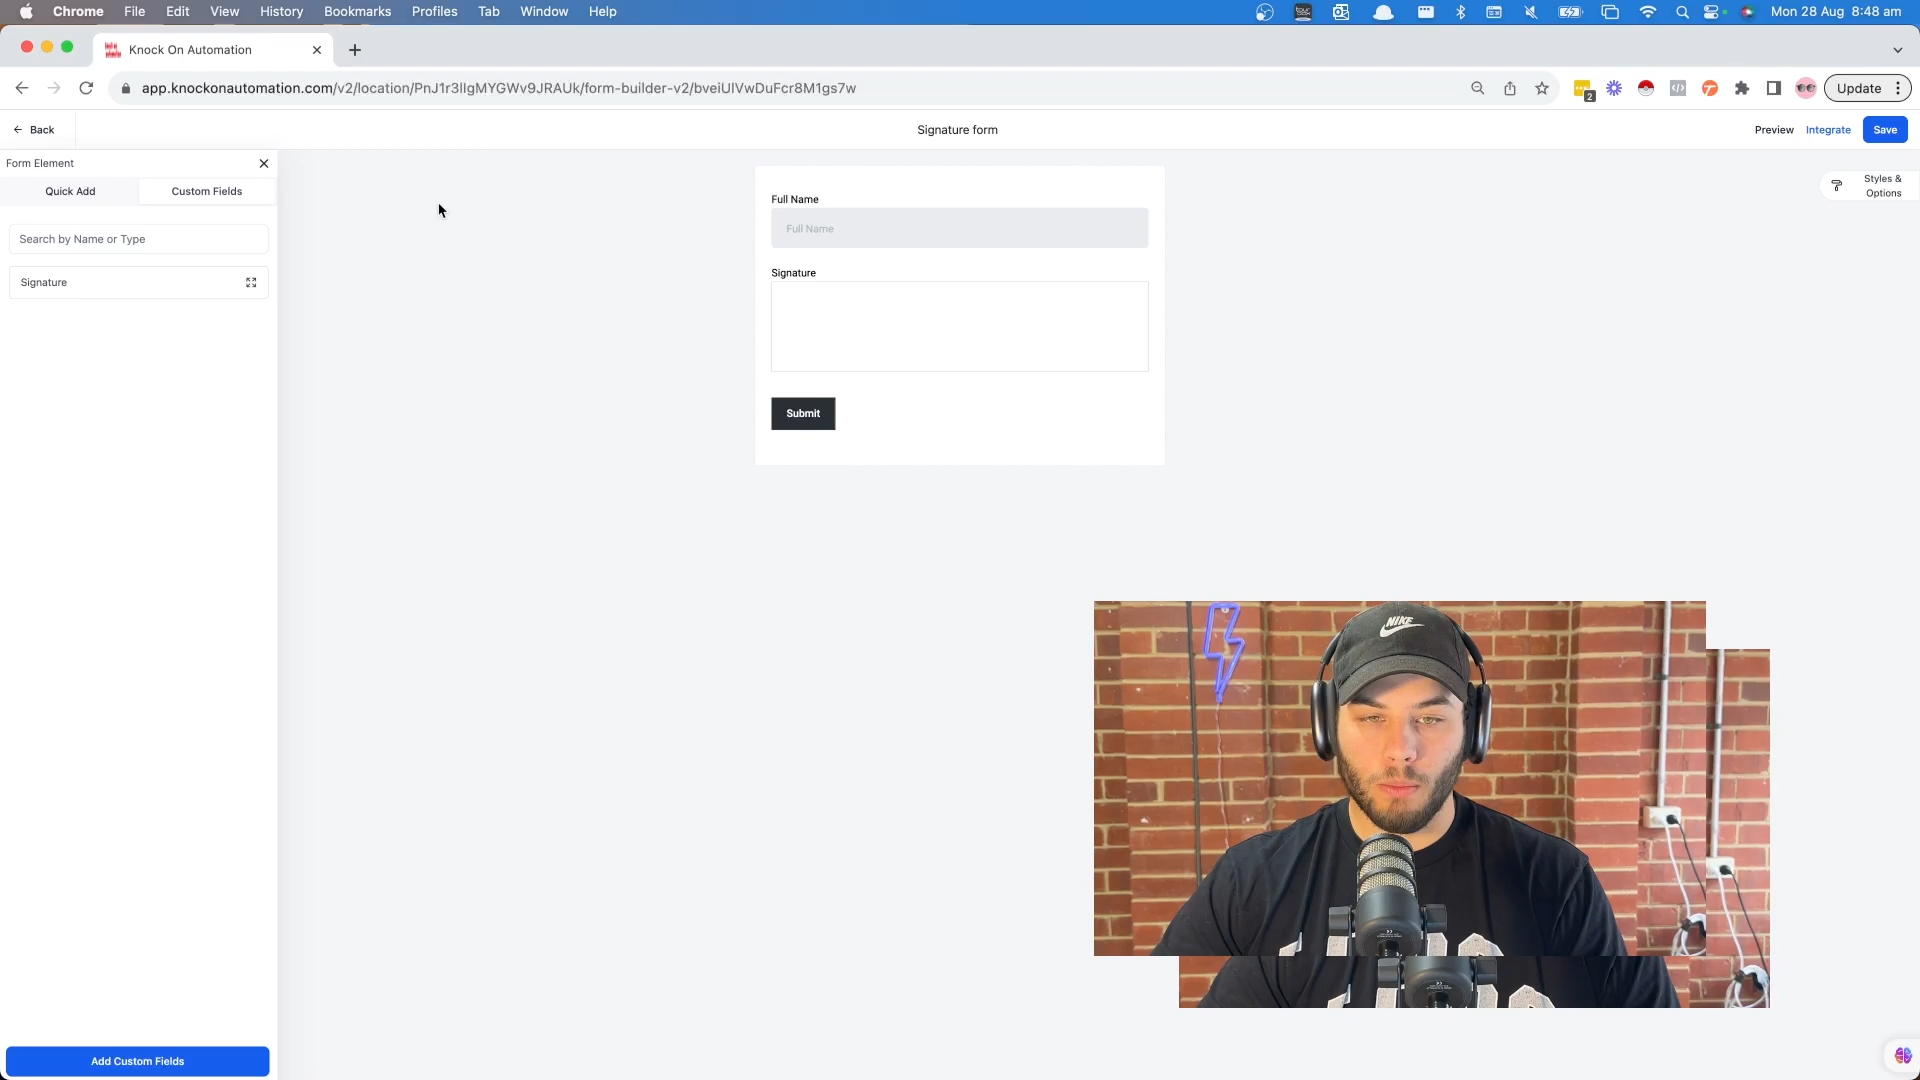 Chrome File Edit View History Bookmarks Profiles Tab Window Help Mon 28 Aug 8:48 am
Knock On Automation
app.knockonautomation.com/v2/location/PnJ1r3lIgMYGWv9JRAUk/form-builder-v2/bveiUIVwDuFcr8M1gs7w
2
Update
Back
Signature form
Preview Integrate Save
Form Element
Quick Add Custom Fields
Styles &
Options
Search by Name or Type
Signature
Full Name
Full Name
Signature
Submit
NIKE
Add Custom Fields